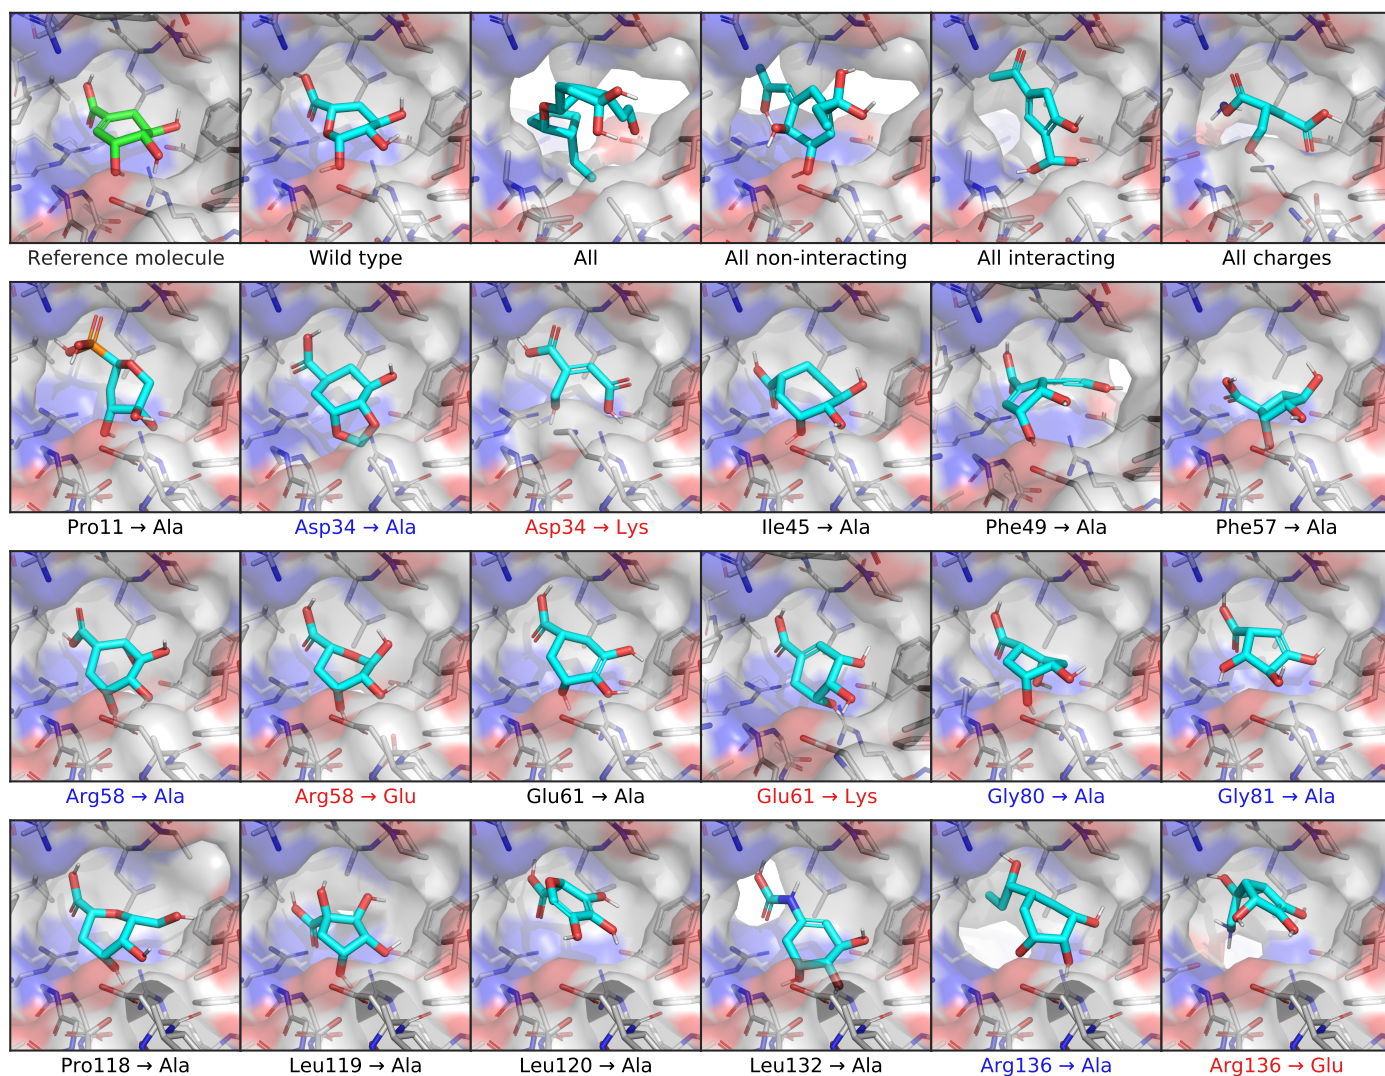 Reference molecule
Wild type
All
All non-interacting
All interacting
All charges
Pro11 → Ala
Asp34 → Ala
Asp34 → Lys
Ile45 → Ala
Phe49 → Ala
Phe57 → Ala
Arg58 → Ala
Arg58 → Glu
Glu61 → Ala
Glu61 → Lys
Gly80 → Ala
Gly81 → Ala
Pro118 → Ala
Leu119 → Ala
Leu120 → Ala
Leu132 → Ala
Arg136 → Ala
Arg136 → Glu